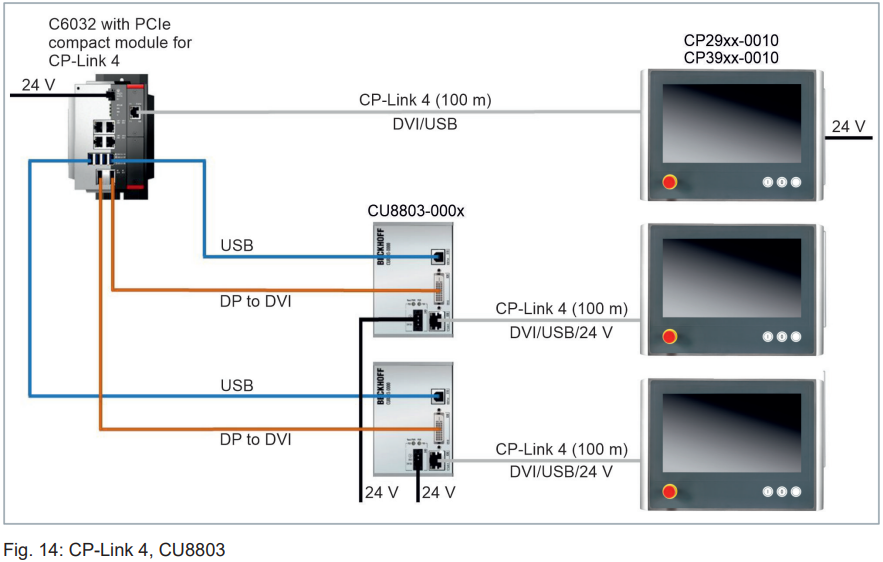 C6032 with PCIe
compact module for
CP-Link 4
24 V
CP29xx-0010
CP39xx-0010
CP-Link 4 (100 m)
DVI/USB
24 V
CU8803-000x
USB
BECKHOFF
DP to DVI
CP-Link 4 (100 m)
DVI/USB/24 V
USB
BECKHOFF
DP to DVI
CP-Link 4 (100 m)
DVI/USB/24 V
24 V
24 V
Fig. 14: CP-Link 4, CU8803